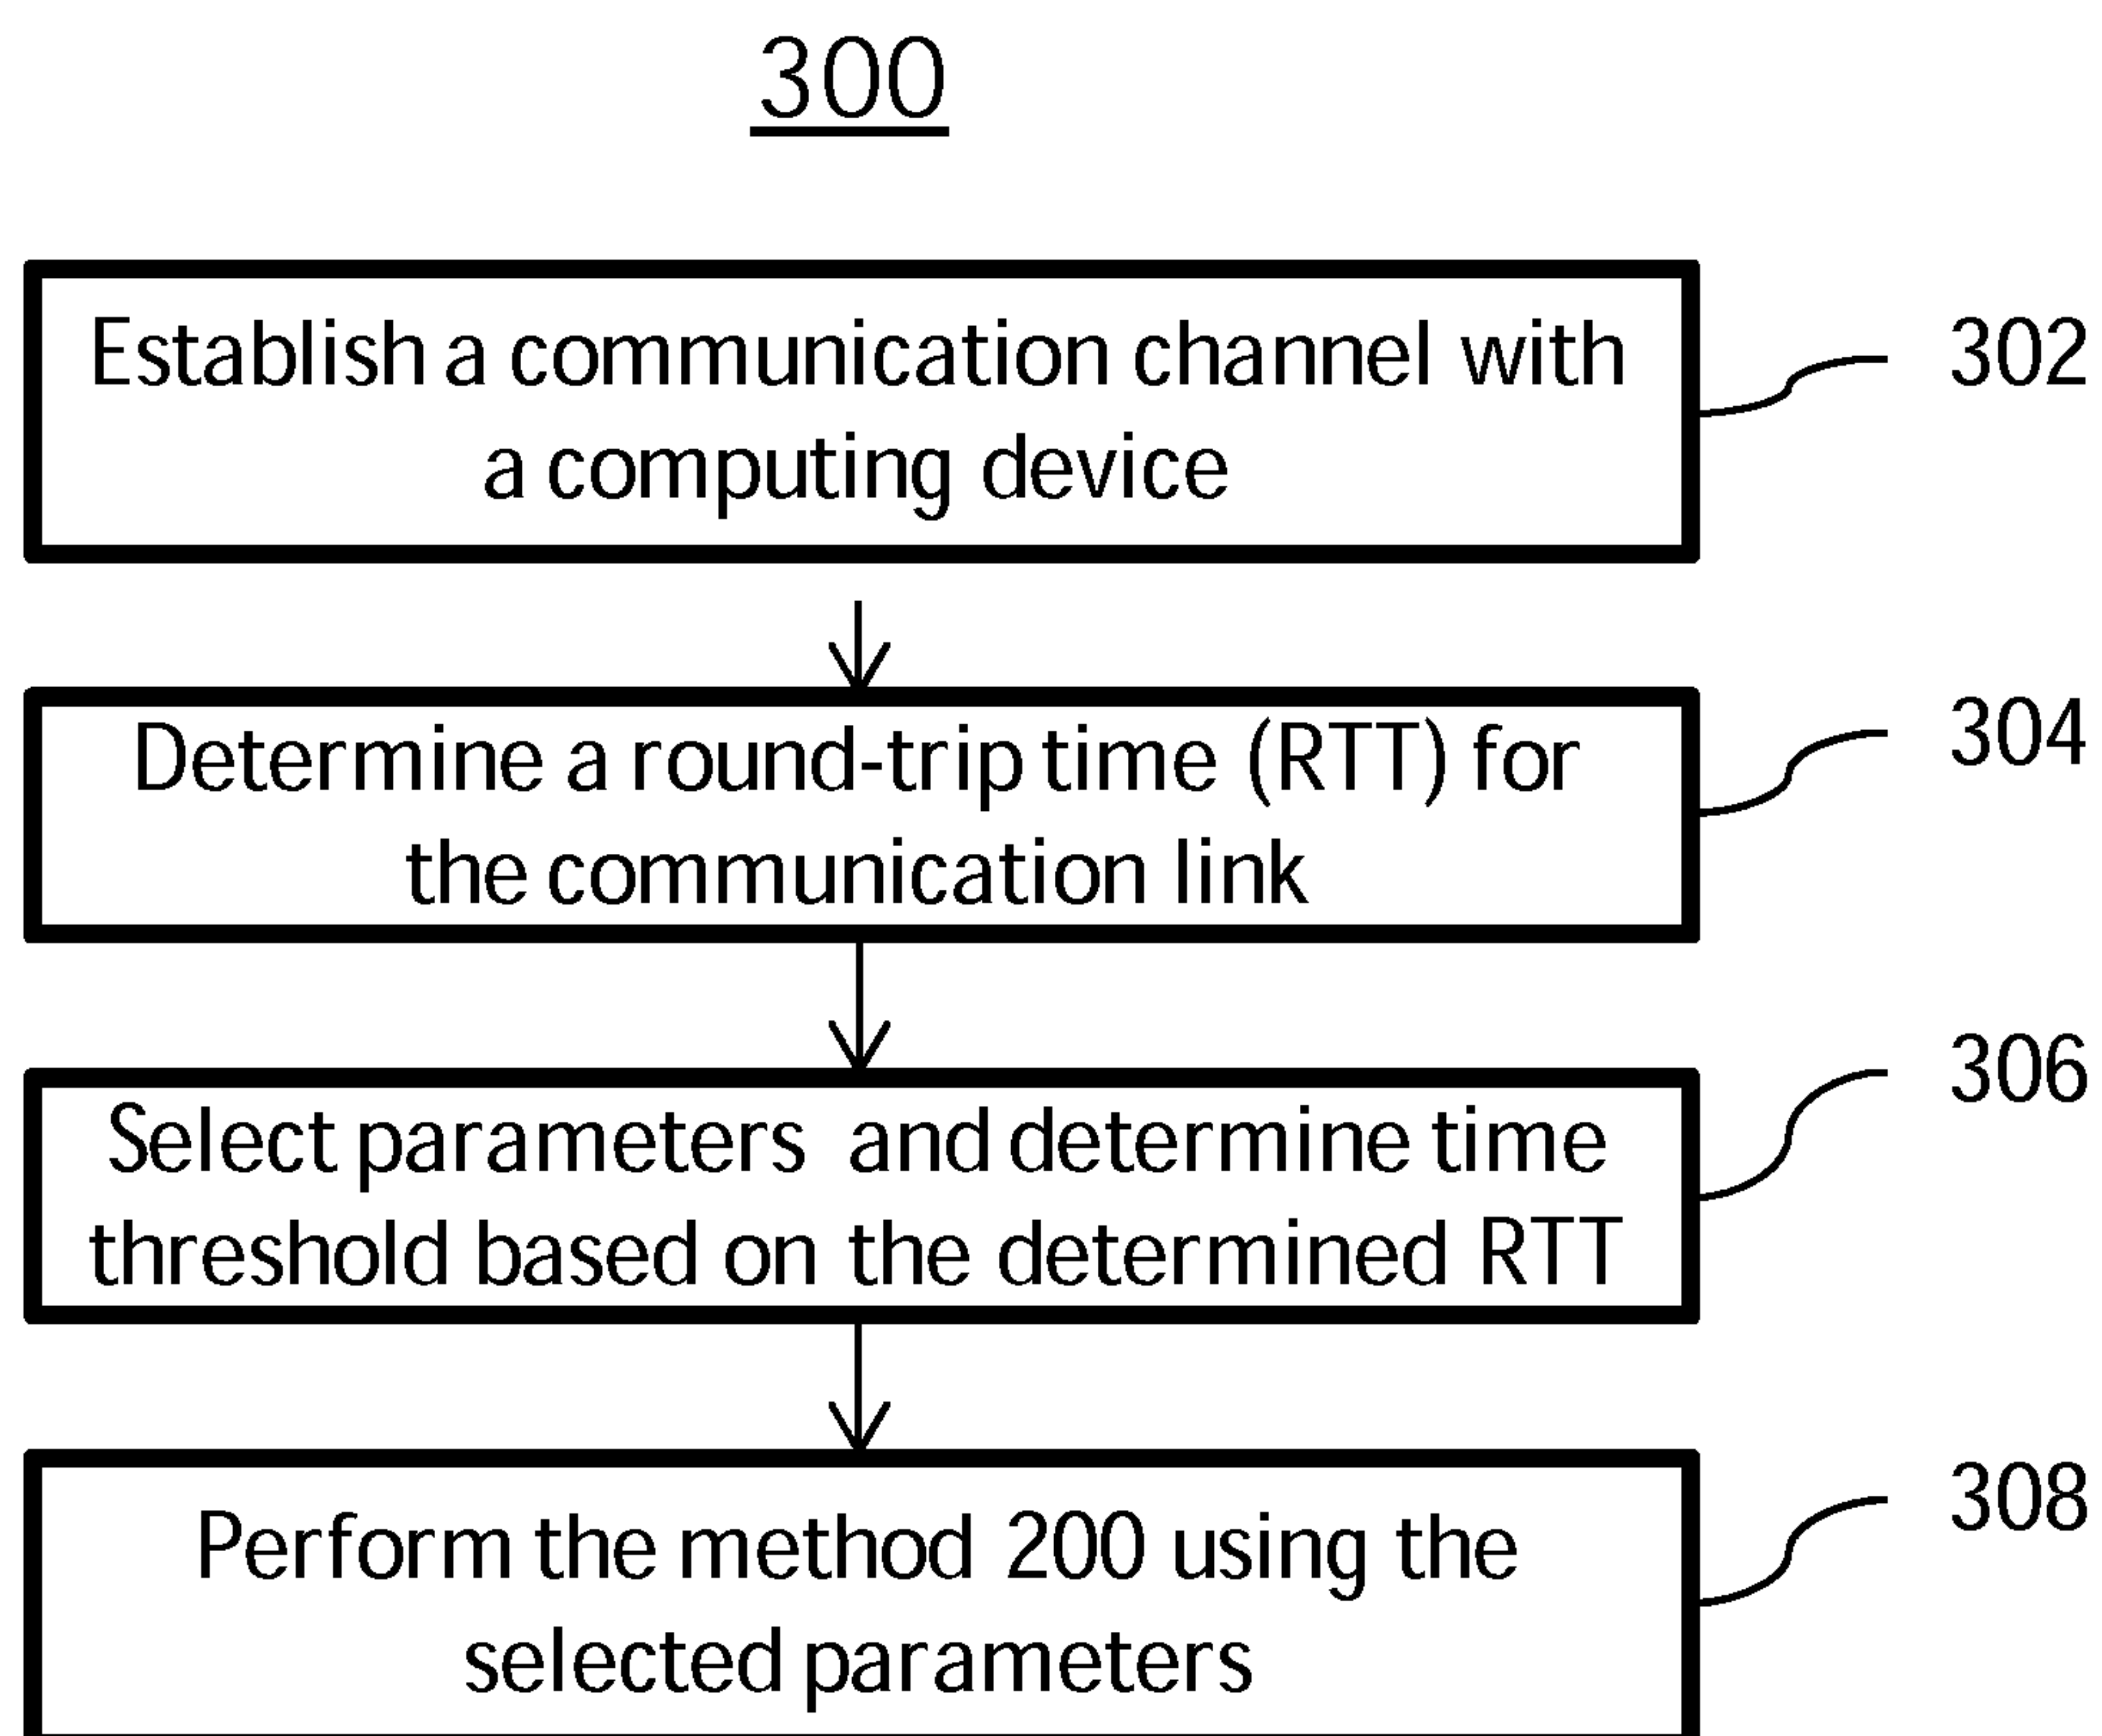 300
Establish a communication channel with
302
a computing device
Determine a round-trip time (RTT) for
304
the communication link
306
Select parameters and determine time
threshold based on the determined RTT
308
Perform the method 200 using the
selected parameters